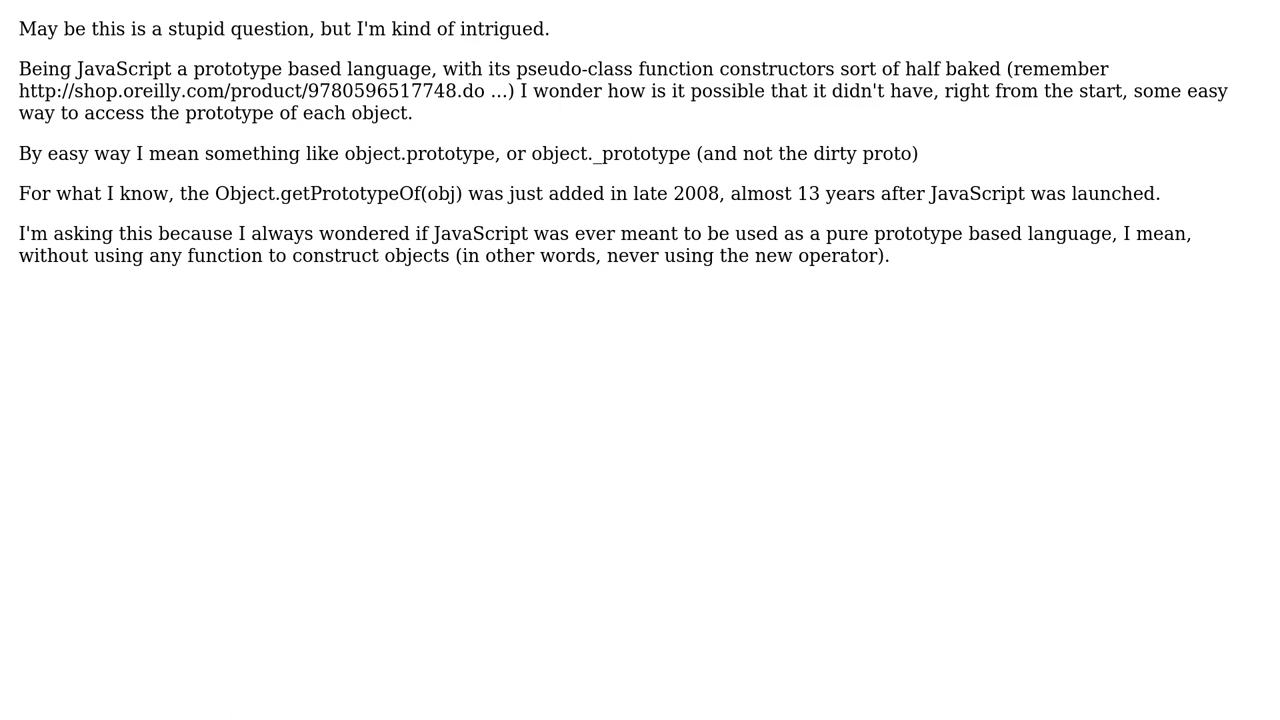 May be this is a stupid question, but I'm kind of intrigued.
Being JavaScript a prototype based language, with its pseudo-class function constructors sort of half baked (remember
http://shop.oreilly.com/product/9780596517748.do ...) I wonder how is it possible that it didn't have, right from the start, some easy
way to access the prototype of each object.
By easy way I mean something like object.prototype, or object._prototype (and not the dirty proto)
For what I know, the Object.getPrototypeOf(obj) was just added in late 2008, almost 13 years after JavaScript was launched.
I'm asking this because I always wondered if JavaScript was ever meant to be used as a pure prototype based language, I mean,
without using any function to construct objects (in other words, never using the new operator).